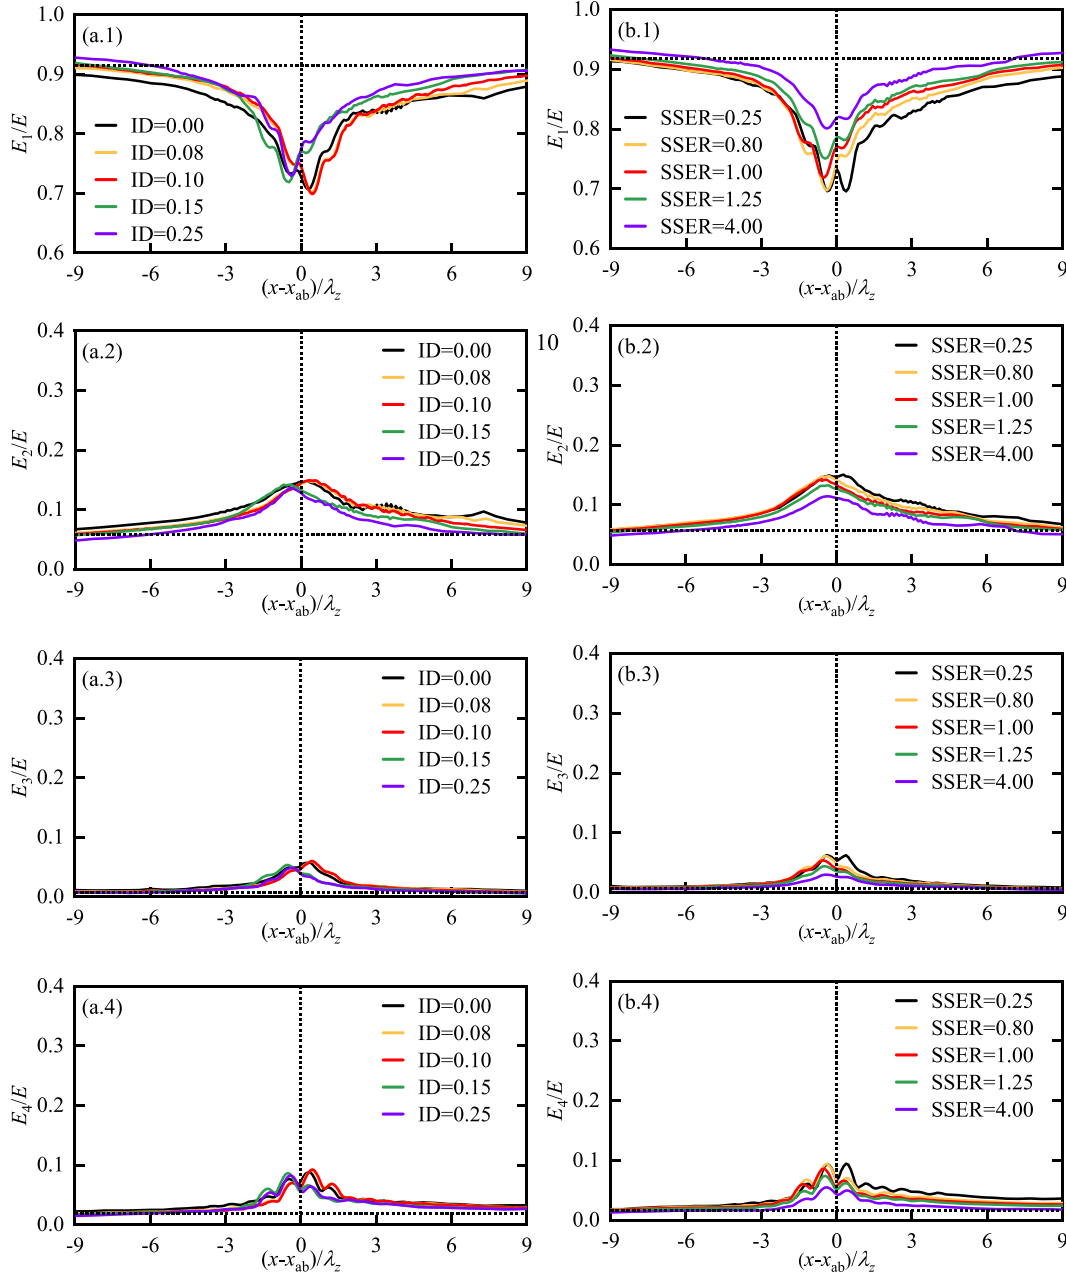 (a.1)
E1/E
1.0
0.9
0.8
0.7
0.6
ID=0.00
ID=0.08
ID=0.10
ID=0.15
ID=0.25
-9 -6 -3 0 3 6 9
(x-xab)/λz
(b.1)
E1/E
1.0
0.9
0.8
0.7
0.6
SSER=0.25
SSER=0.80
SSER=1.00
SSER=1.25
SSER=4.00
-9 -6 -3 0 3 6 9
(x-xab)/λz
(a.2)
E2/E
0.4
0.3
0.2
0.1
0.0
ID=0.00
ID=0.08
ID=0.10
ID=0.15
ID=0.25
-9 -6 -3 0 3 6 9
(x-xab)/λz
10
(b.2)
E2/E
0.4
0.3
0.2
0.1
0.0
SSER=0.25
SSER=0.80
SSER=1.00
SSER=1.25
SSER=4.00
-9 -6 -3 0 3 6 9
(x-xab)/λz
(a.3)
E3/E
0.4
0.3
0.2
0.1
0.0
ID=0.00
ID=0.08
ID=0.10
ID=0.15
ID=0.25
-9 -6 -3 0 3 6 9
(x-xab)/λz
(b.3)
E3/E
0.4
0.3
0.2
0.1
0.0
SSER=0.25
SSER=0.80
SSER=1.00
SSER=1.25
SSER=4.00
-9 -6 -3 0 3 6 9
(x-xab)/λz
(a.4)
E4/E
0.4
0.3
0.2
0.1
0.0
ID=0.00
ID=0.08
ID=0.10
ID=0.15
ID=0.25
-9 -6 -3 0 3 6 9
(x-xab)/λz
(b.4)
E4/E
0.4
0.3
0.2
0.1
0.0
SSER=0.25
SSER=0.80
SSER=1.00
SSER=1.25
SSER=4.00
-9 -6 -3 0 3 6 9
(x-xab)/λz